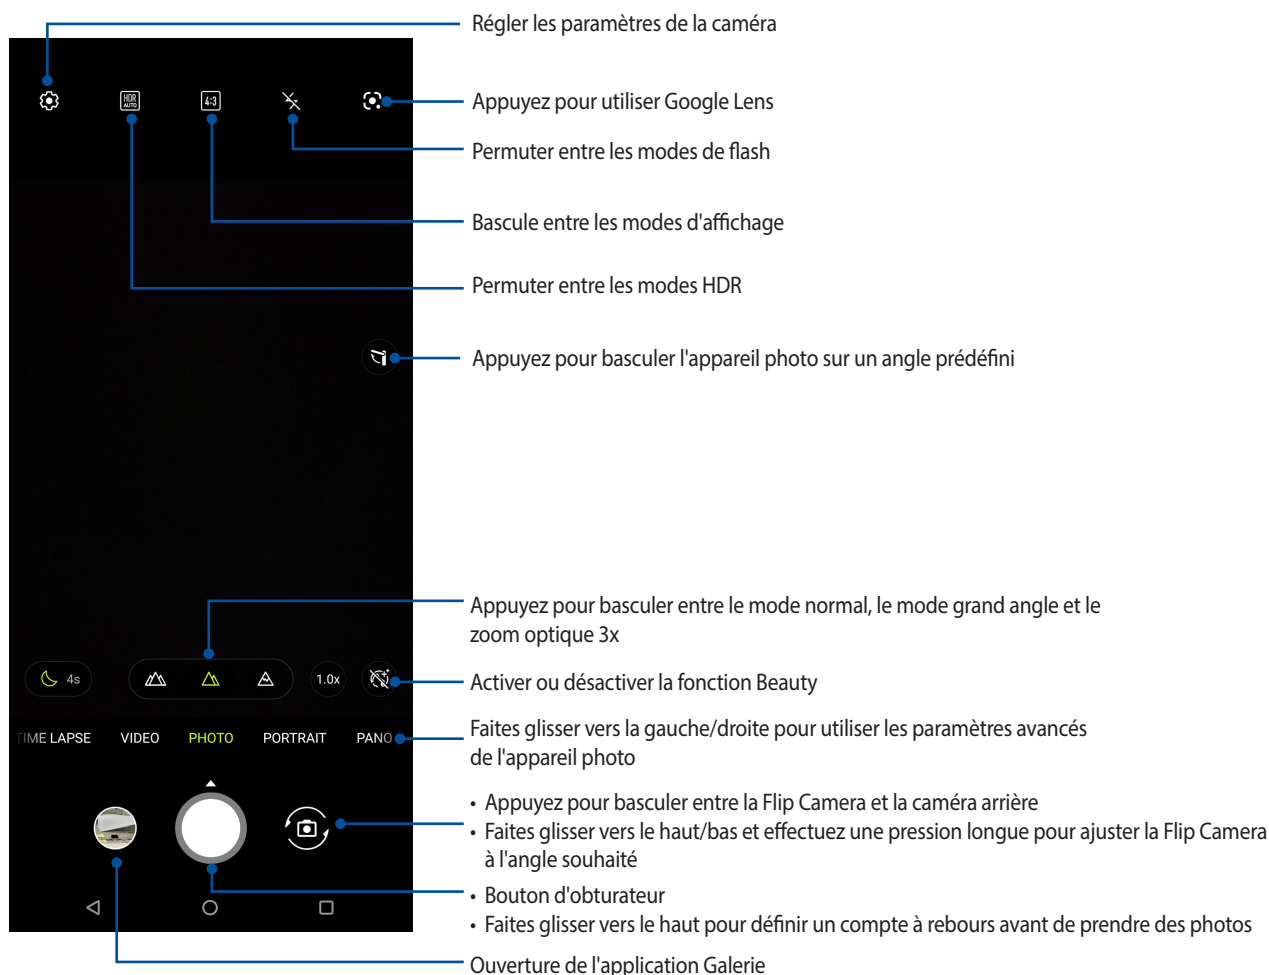 Régler les paramètres de la caméra
HDR
AUTO
4:3
Appuyez pour utiliser Google Lens
Permuter entre les modes de flash
Bascule entre les modes d'affichage
Permuter entre les modes HDR
Appuyez pour basculer l'appareil photo sur un angle prédéfini
Appuyez pour basculer entre le mode normal, le mode grand angle et le
zoom optique 3x
4s
1.0x
Activer ou désactiver la fonction Beauty
TIME LAPSE VIDEO PHOTO PORTRAIT PANO
Faites glisser vers la gauche/droite pour utiliser les paramètres avancés
de l'appareil photo
• Appuyez pour basculer entre la Flip Camera et la caméra arrière
• Faites glisser vers le haut/bas et effectuez une pression longue pour ajuster la Flip Camera
à l'angle souhaité
• Bouton d'obturateur
• Faites glisser vers le haut pour définir un compte à rebours avant de prendre des photos
Ouverture de l'application Galerie